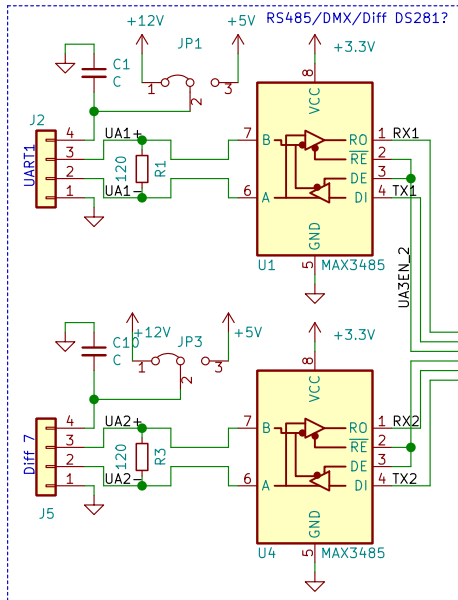 RS485/DMX/Diff DS281?
+12V
+5V
JP1
+3.3V
C1
C
1
2
3
8
VCC
J2
UART1
4
3
2
1
UA1+
UA1-
120
R1
7
B
6
A
RO
RE
DE
DI
1
2
3
4
RX1
TX1
GND
5
U1
MAX3485
UA3EN_2
+12V
JP3
+5V
+3.3V
C10
C
1
2
3
8
VCC
Diff 7
4
3
2
1
J5
UA2+
UA2-
120
R3
7
B
6
A
RO
RE
DE
DI
1
2
3
4
RX2
TX2
GND
5
U4
MAX3485